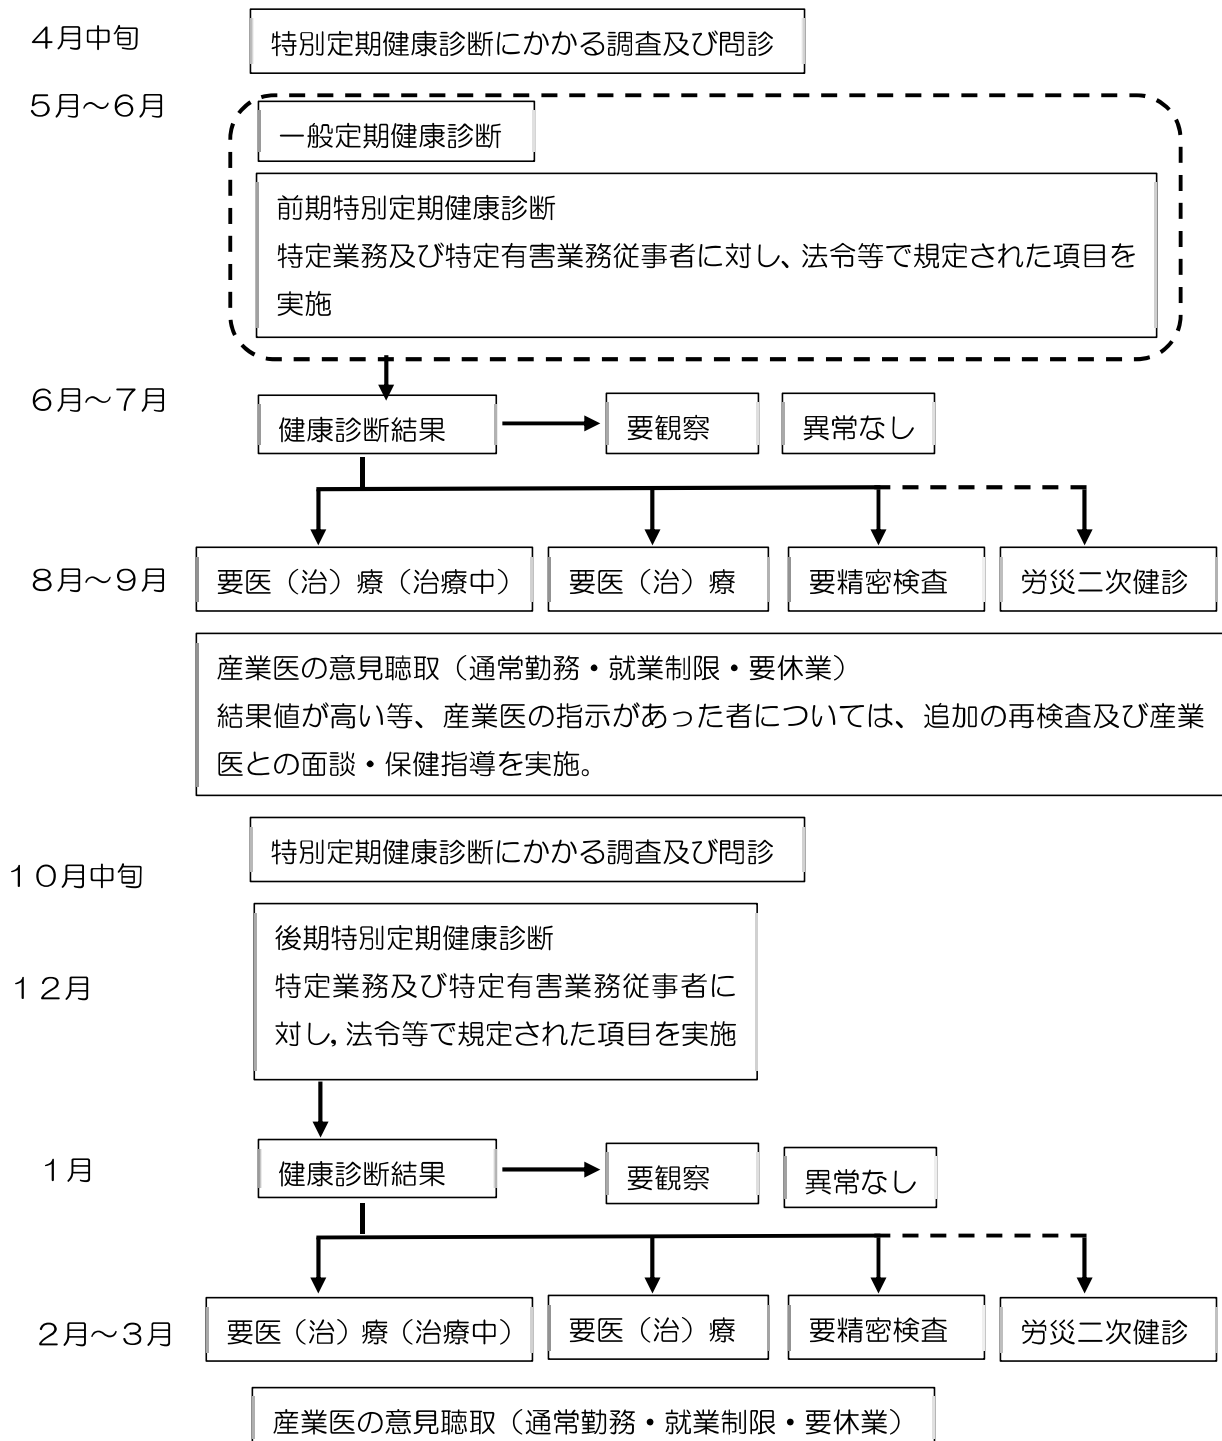 ４月中旬
特別定期健康診断にかかる調査及び問診
５月～６月
一般定期健康診断
前期特別定期健康診断
特定業務及び特定有害業務従事者に対し、法令等で規定された項目を
実施
６月～７月
健康診断結果
要観察
異常なし
８月～９月
要医（治）療（治療中）
要医（治）療
要精密検査
労災二次健診
産業医の意見聴取（通常勤務・就業制限・要休業）
結果値が高い等、産業医の指示があった者については、追加の再検査及び産業
医との面談・保健指導を実施。
１０月中旬
特別定期健康診断にかかる調査及び問診
１２月
後期特別定期健康診断
特定業務及び特定有害業務従事者に
対し，法令等で規定された項目を実施
１月
健康診断結果
要観察
異常なし
２月～３月
要医（治）療（治療中）
要医（治）療
要精密検査
労災二次健診
産業医の意見聴取（通常勤務・就業制限・要休業）